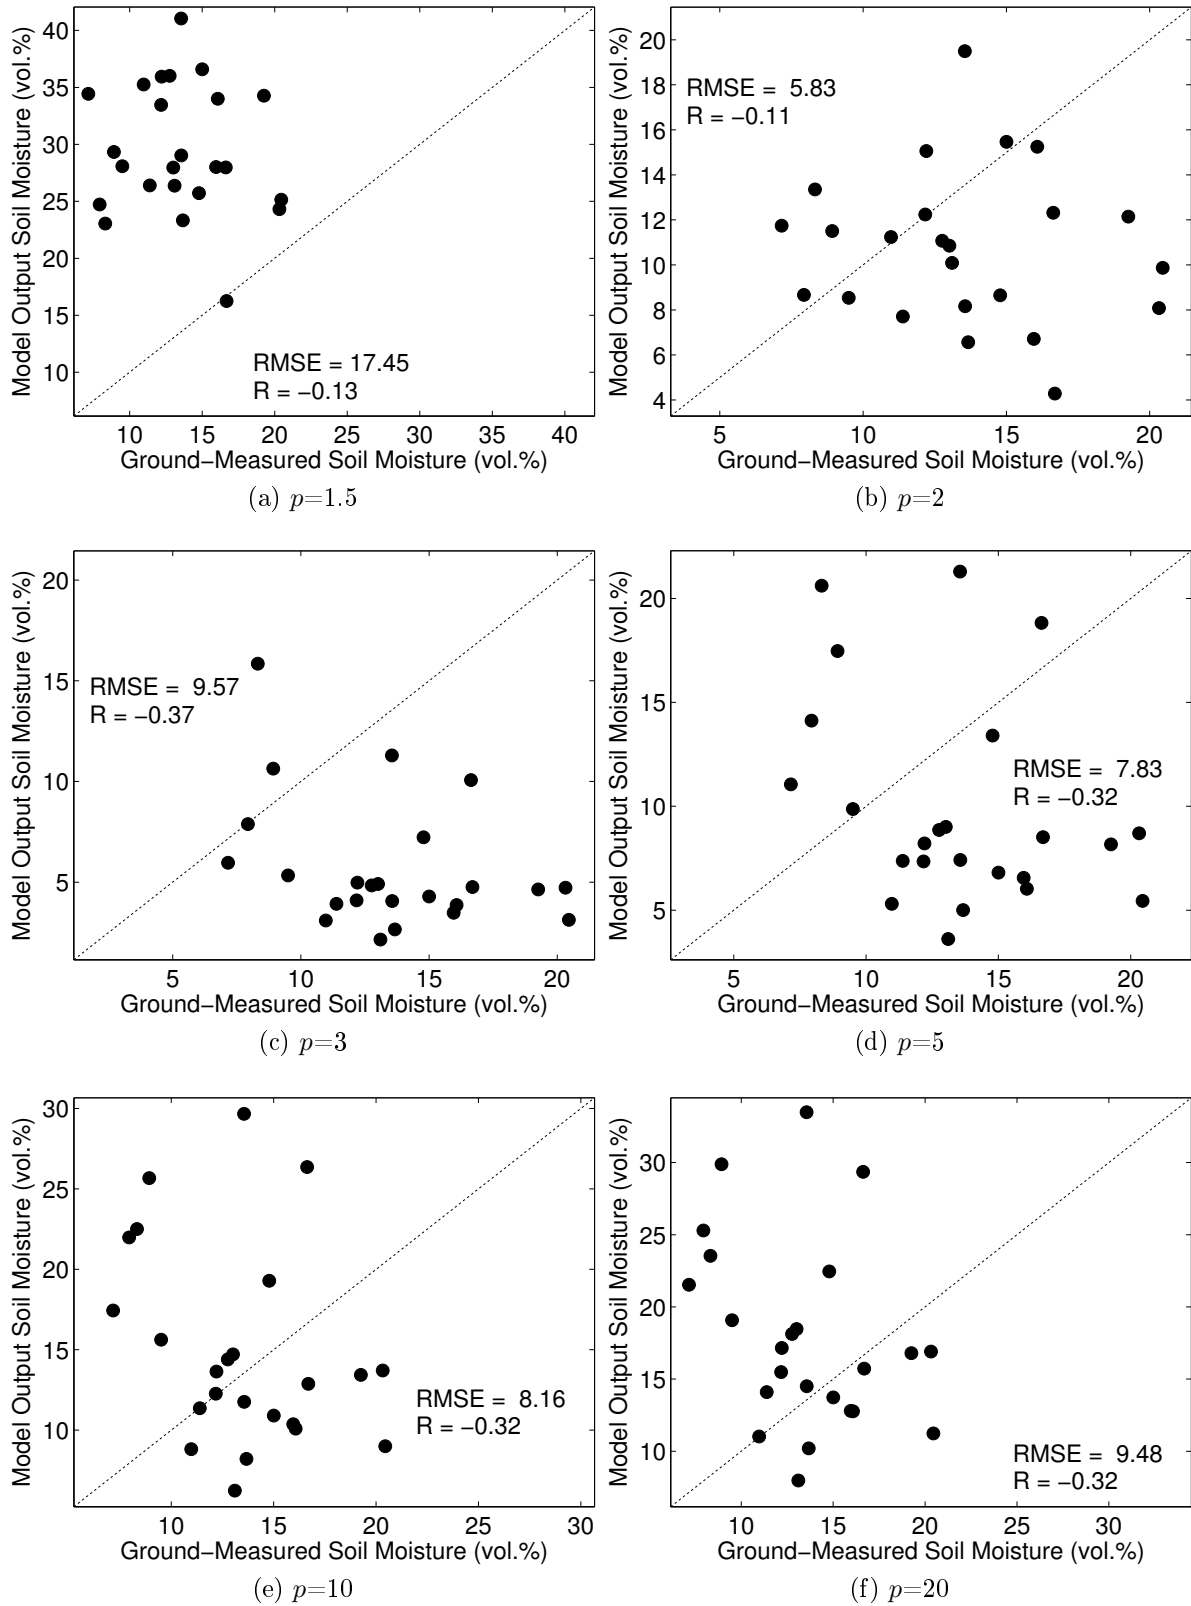 40
35
30
25
20
15
10
Model Output Soil Moisture (vol.%)
RMSE = 17.45
R = −0.13
10 15 20 25 30 35 40
Ground−Measured Soil Moisture (vol.%)
(a) p=1.5
20
18
16
14
12
10
8
6
4
Model Output Soil Moisture (vol.%)
RMSE = 5.83
R = −0.11
5 10 15 20
Ground−Measured Soil Moisture (vol.%)
(b) p=2
20
15
10
5
Model Output Soil Moisture (vol.%)
RMSE = 9.57
R = −0.37
5 10 15 20
Ground−Measured Soil Moisture (vol.%)
(c) p=3
20
15
10
5
Model Output Soil Moisture (vol.%)
RMSE = 7.83
R = −0.32
5 10 15 20
Ground−Measured Soil Moisture (vol.%)
(d) p=5
30
25
20
15
10
Model Output Soil Moisture (vol.%)
RMSE = 8.16
R = −0.32
10 15 20 25 30
Ground−Measured Soil Moisture (vol.%)
(e) p=10
30
25
20
15
10
Model Output Soil Moisture (vol.%)
RMSE = 9.48
R = −0.32
10 15 20 25 30
Ground−Measured Soil Moisture (vol.%)
(f) p=20